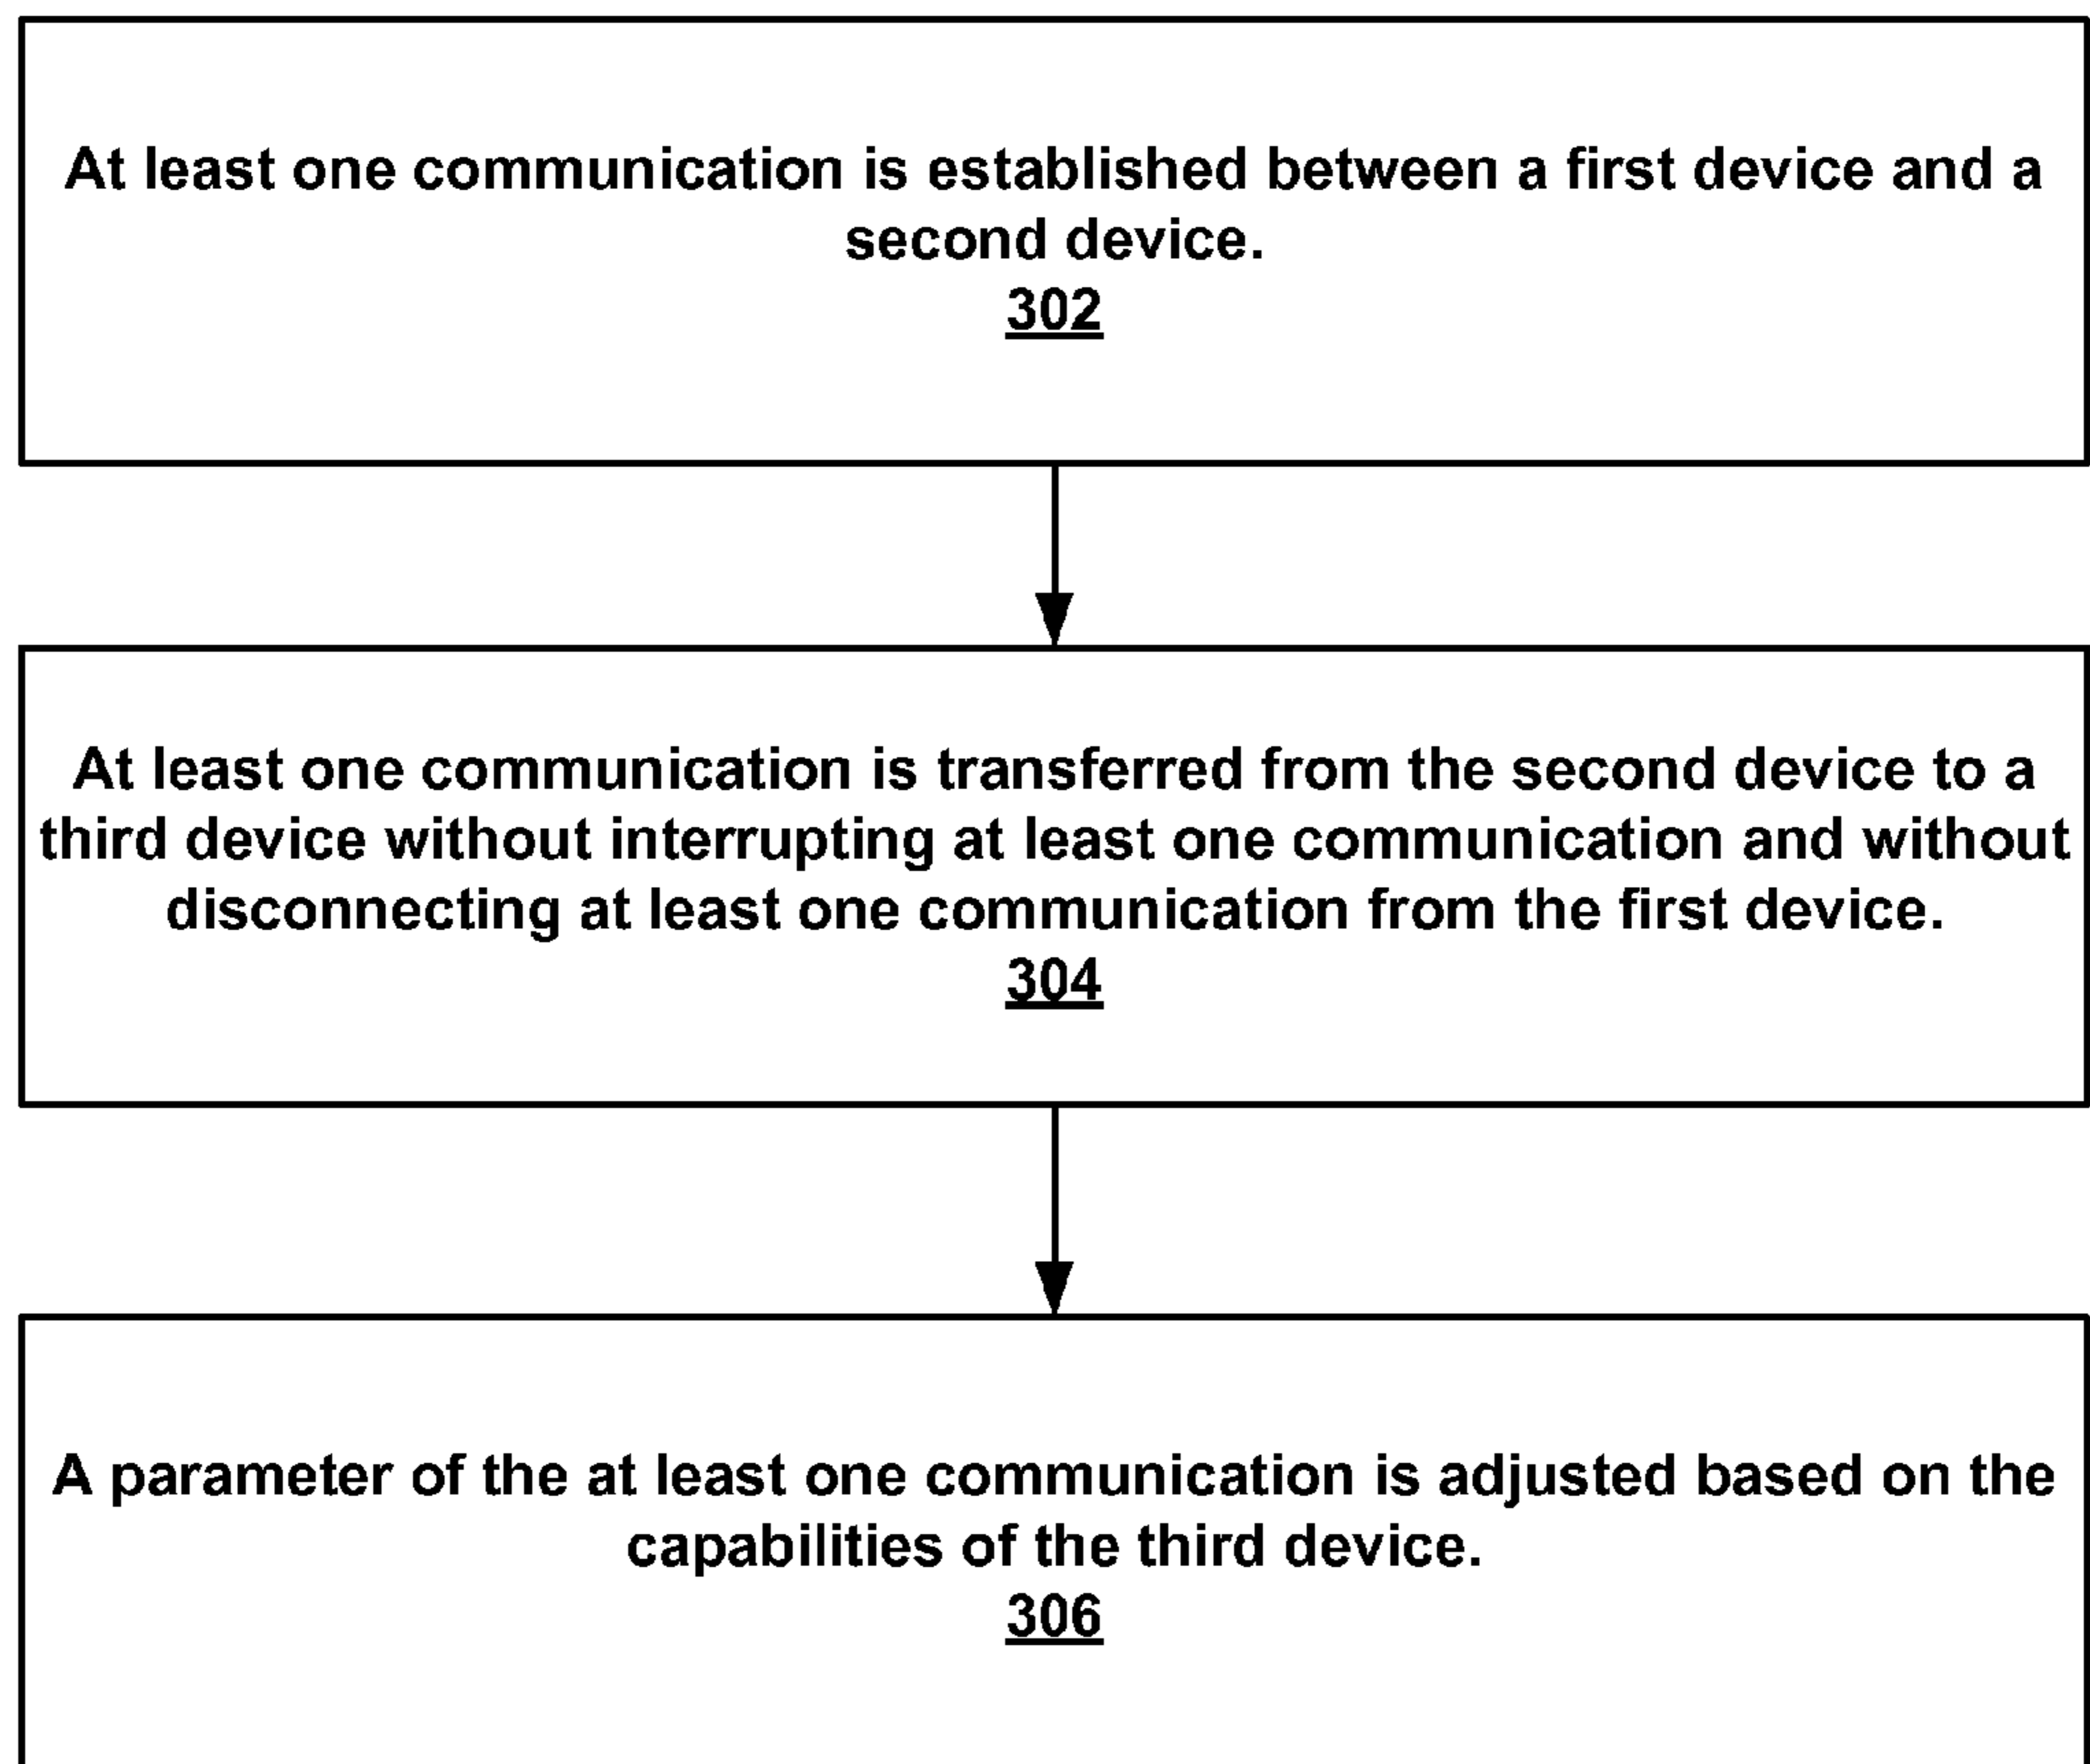 At least one communication is established between a first device and a
second device.
302
At least one communication is transferred from the second device to a
third device without interrupting at least one communication and without
disconnecting at least one communication from the first device.
304
A parameter of the at least one communication is adjusted based on the
capabilities of the third device.
306